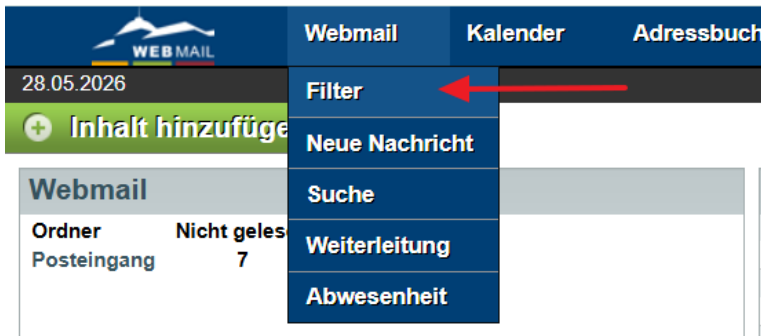 WEBMAIL
Webmail Kalender Adressbuch
28.05.2026
Filter
Inhalt hinzufüge
Neue Nachricht
Webmail
Suche
Ordner Nicht geles
Weiterleitung
Posteingang 7
Abwesenheit